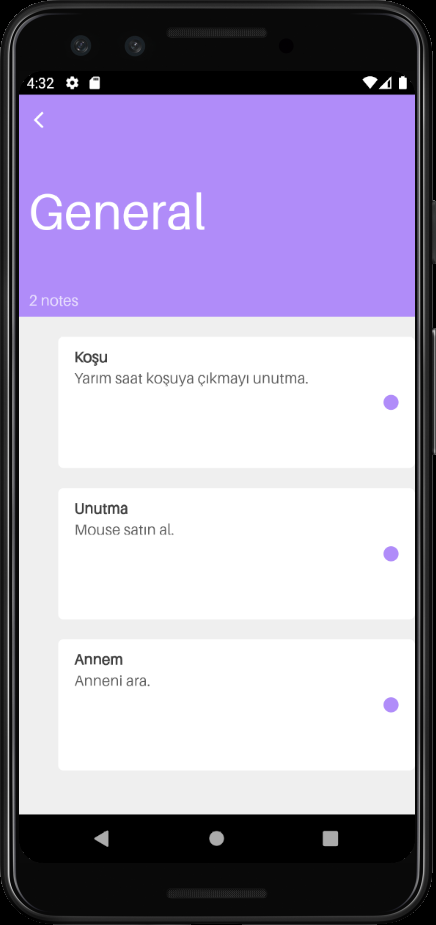 4:32
General
2 notes
Koşu
Yarım saat koşuya çıkmayı unutma.
Unutma
Mouse satın al.
Annem
Anneni ara.